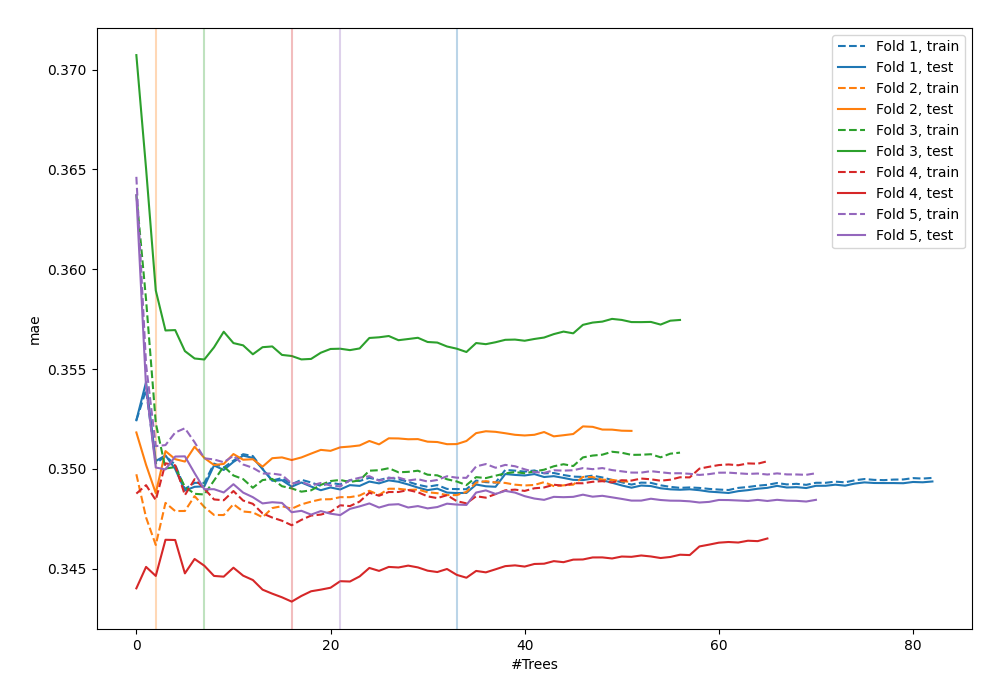 0.370
0.365
0.360
0.355
0.350
0.345
mae
0 20 40 60 80
#Trees
Fold 1, train
Fold 1, test
Fold 2, train
Fold 2, test
Fold 3, train
Fold 3, test
Fold 4, train
Fold 4, test
Fold 5, train
Fold 5, test